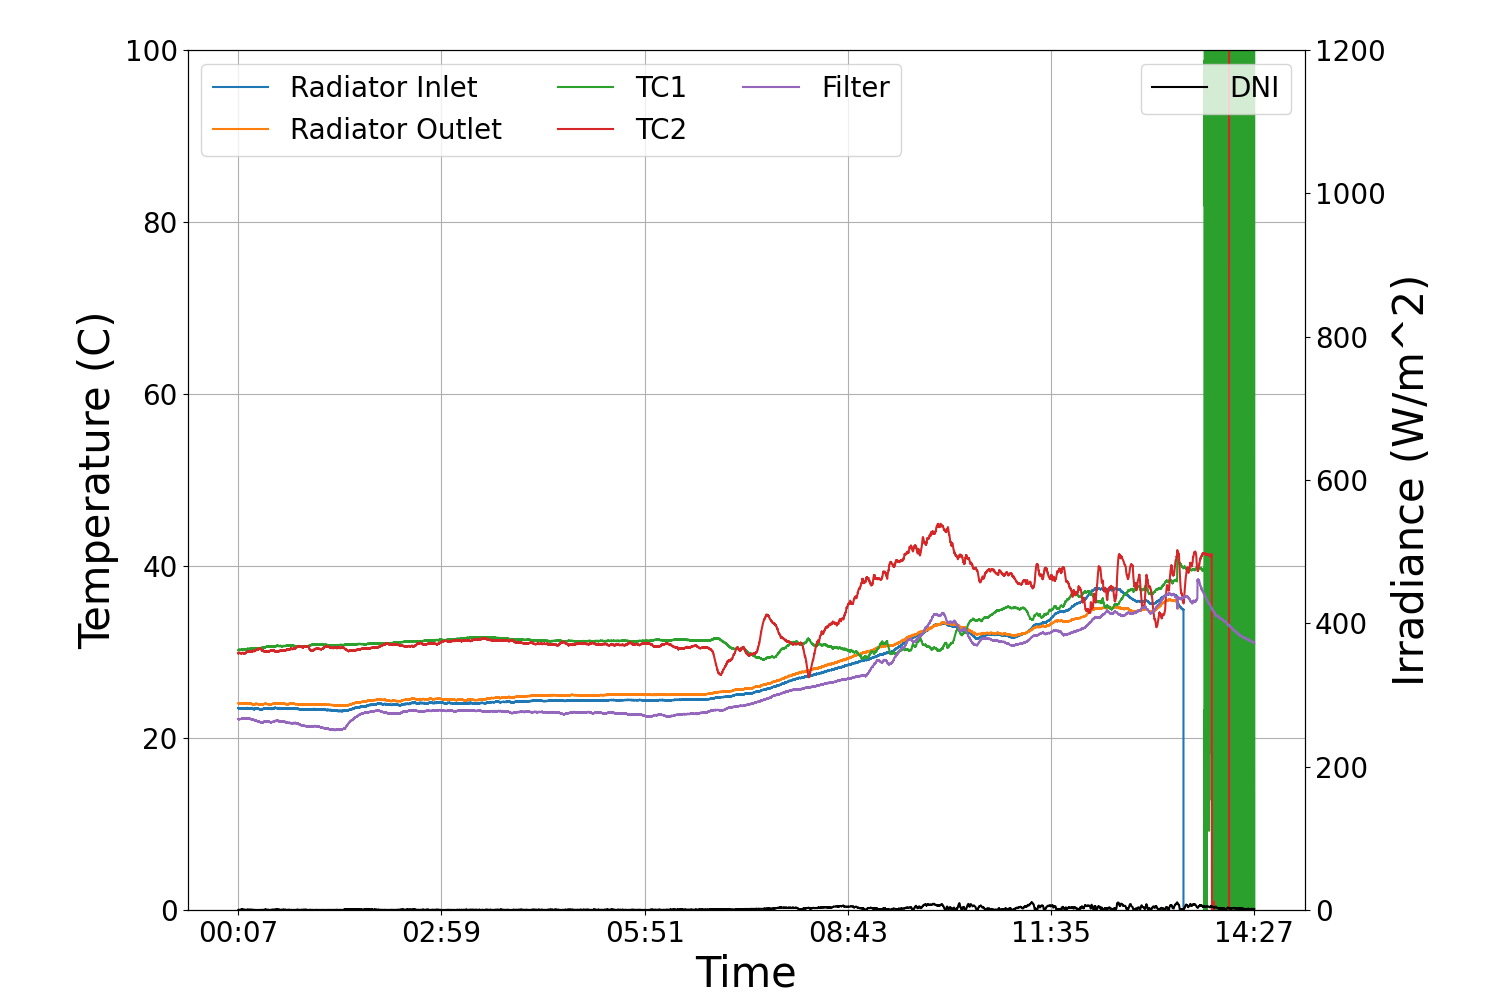 100
80
60
40
20
0
Temperature (C)
Radiator Inlet
Radiator Outlet
TC1
TC2
Filter
DNI
1200
1000
800
600
400
200
0
Irradiance (W/m^2)
00:07 02:59 05:51 08:43 11:35 14:27
Time